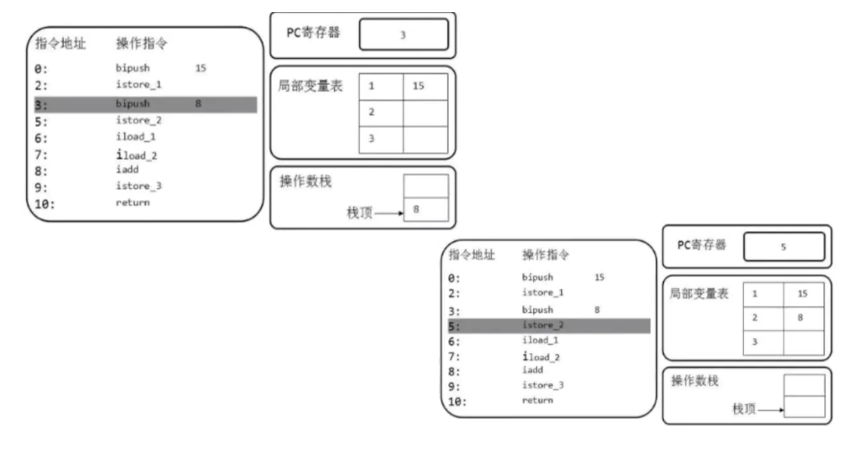 指令地址 操作指令
0: bipush 15
2: istore_1
3: bipush 8
5: istore_2
6: iload_1
7: iload_2
8: iadd
9: istore_3
10: return
PC寄存器 3
局部变量表 1 15
2
3
操作数栈
栈顶 8
指令地址 操作指令
0: bipush 15
2: istore_1
3: bipush 8
5: istore_2
6: iload_1
7: iload_2
8: iadd
9: istore_3
10: return
PC寄存器 5
局部变量表 1 15
2 8
3
操作数栈
栈顶